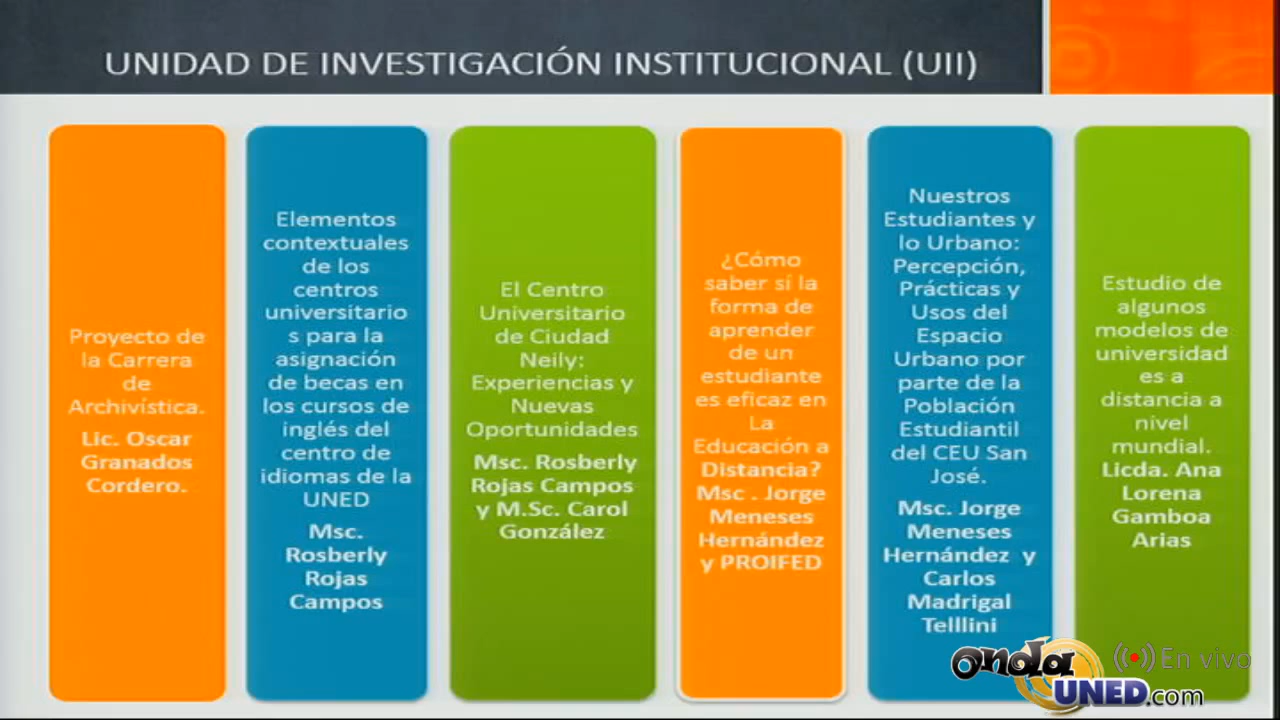 UNIDAD DE INVESTIGACIÓN INSTITUCIONAL (UII)
Proyecto de
la Carrera
de
Archivística.
Lic. Oscar
Granados
Cordero.
Elementos
contextuales
de los
centros
universitario
s para la
asignación
de becas en
los cursos de
inglés del
centro de
idiomas de la
UNED
Msc.
Rosberly
Rojas
Campos
El Centro
Universitario
de Ciudad
Neily:
Experiencias y
Nuevas
Oportunidades
Msc. Rosberly
Rojas Campos
y M.Sc. Carol
González
¿Cómo
saber sí la
forma de
aprender
de un
estudiante
es eficaz en
La
Educación a
Distancia?
Msc . Jorge
Meneses
Hernández
y PROIFED
Nuestros
Estudiantes y
lo Urbano:
Percepción,
Prácticas y
Usos del
Espacio
Urbano por
parte de la
Población
Estudiantil
del CEU San
José.
Msc. Jorge
Meneses
Hernández y
Carlos
Madrigal
Telllini
Estudio de
algunos
modelos de
universidad
es a
distancia a
nivel
mundial.
Licda. Ana
Lorena
Gamboa
Arias
onda
UNED.com
En vivo